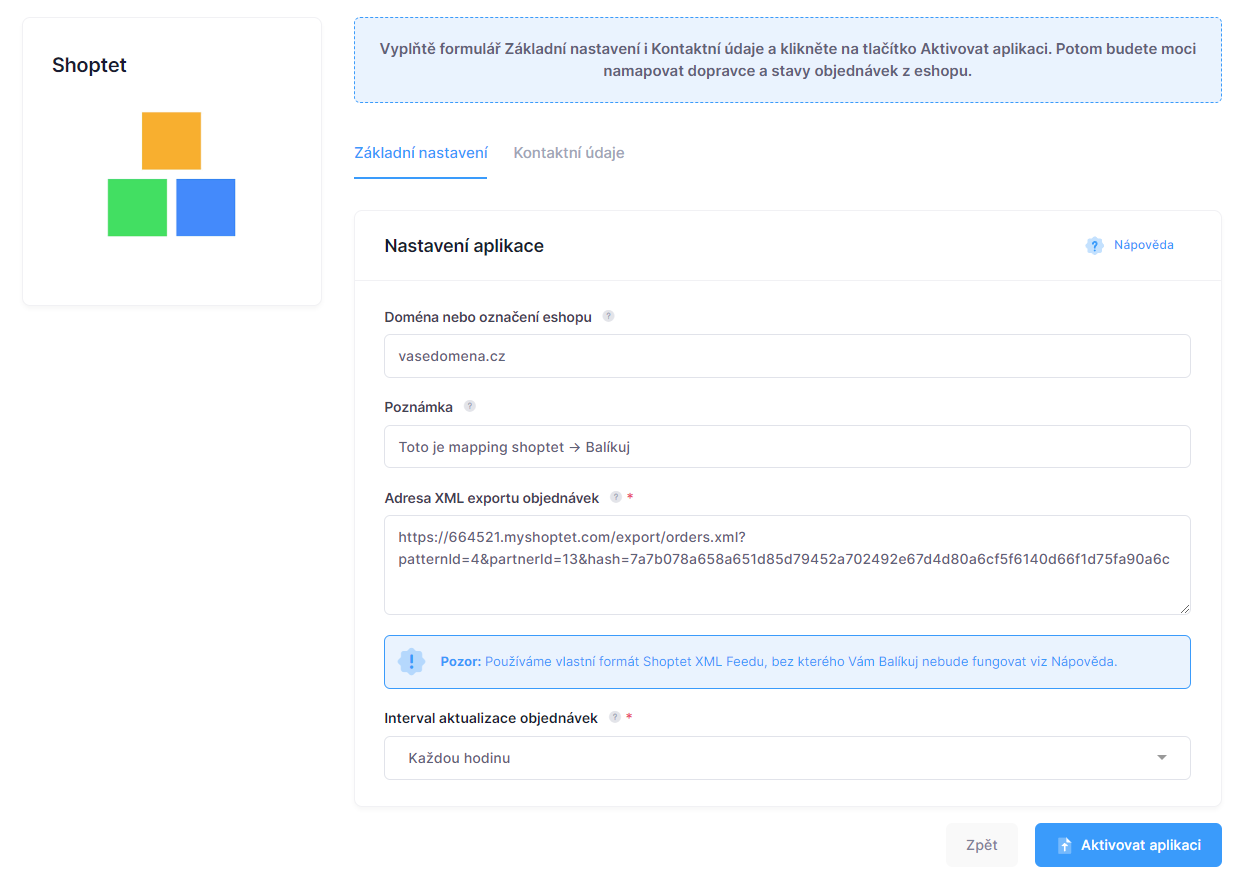 Shoptet
Vyplňtě formulář Základní nastavení i Kontaktní údaje a klikněte na tlačítko Aktivovat aplikaci. Potom budete moci
namapovat dopravce a stavy objednávek z eshopu.
Základní nastavení
Kontaktní údaje
Nastavení aplikace
? Nápověda
Doména nebo označení eshopu ?
vasedomena.cz
Poznámka ?
Toto je mapping shoptet → Balíkuj
Adresa XML exportu objednávek ? *
https://664521.myshoptet.com/export/orders.xml?
patternId=4&partnerId=13&hash=7a7b078a658a651d85d79452a702492e67d4d80a6cf5f6140d66f1d75fa90a6c
! Pozor: Používáme vlastní formát Shoptet XML Feedu, bez kterého Vám Balíkuj nebude fungovat viz Nápověda.
Interval aktualizace objednávek ? *
Každou hodinu
Zpět
Aktivovat aplikaci